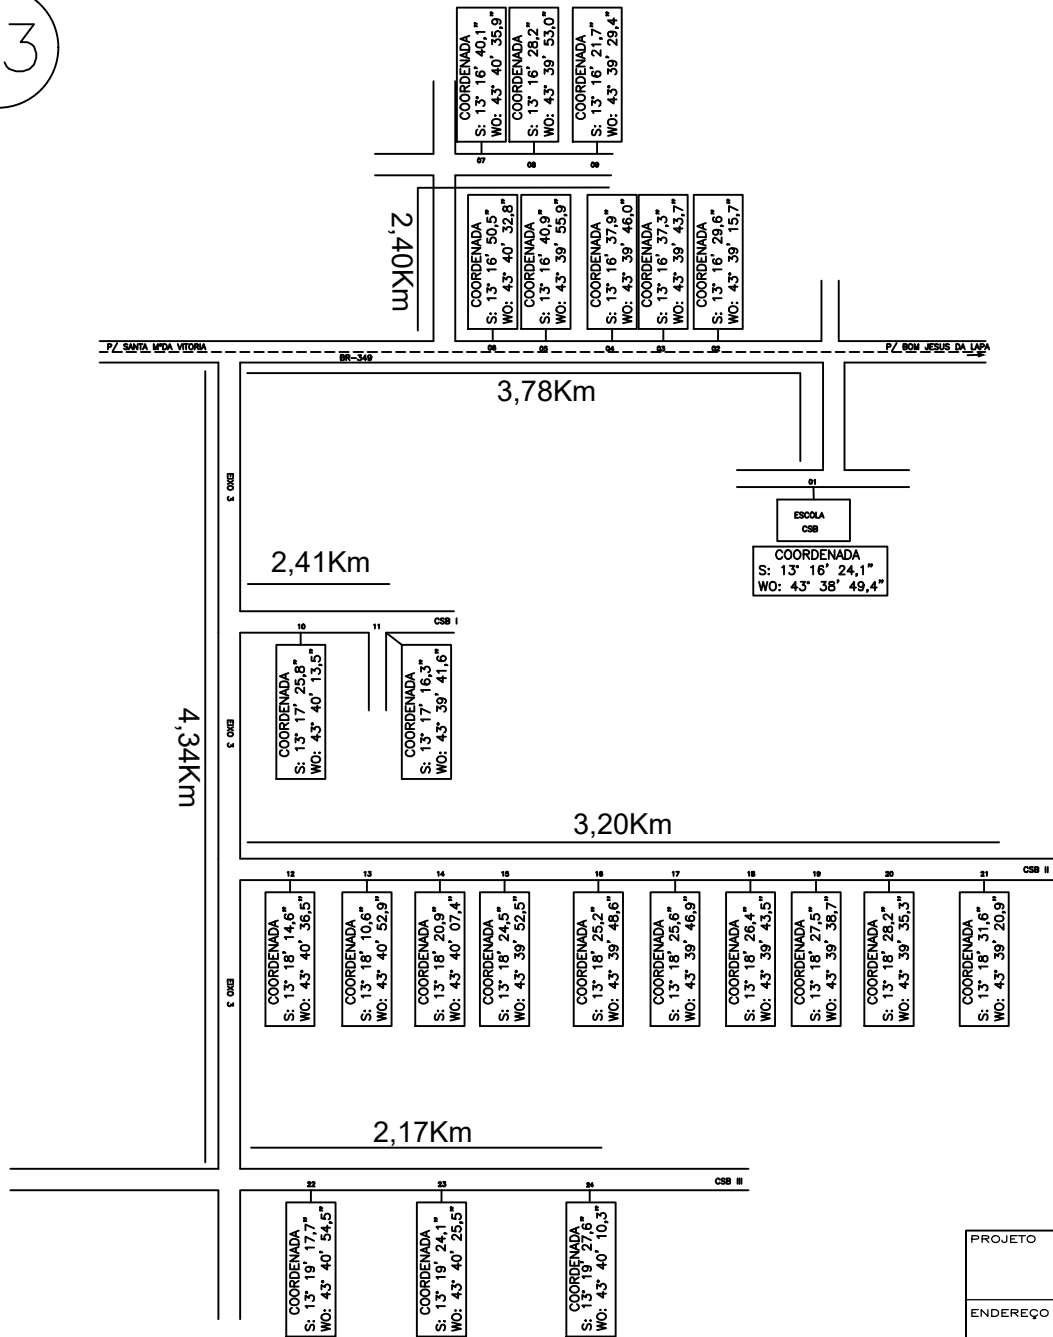 3
COORDENADA
S: 13° 16' 40,1"
WO: 43° 40' 35,9"
COORDENADA
S: 13° 16' 28,2"
WO: 43° 39' 53,0"
COORDENADA
S: 13° 16' 21,7"
WO: 43° 39' 29,4"
07
08
09
2,40Km
COORDENADA
S: 13° 16' 50,5"
WO: 43° 40' 32,8"
COORDENADA
S: 13° 16' 40,9"
WO: 43° 39' 55,9"
COORDENADA
S: 13° 16' 37,9"
WO: 43° 39' 46,0"
COORDENADA
S: 13° 16' 37,3"
WO: 43° 39' 43,7"
COORDENADA
S: 13° 16' 29,6"
WO: 43° 39' 15,7"
P/ SANTA Mª DA VITORIA
06
05
04
03
02
P/ BOM JESUS DA LAPA
BR-349
3,78Km
EIXO 3
01
ESCOLA
CSB
COORDENADA
S: 13° 16' 24,1"
WO: 43° 38' 49,4"
2,41Km
CSB I
10
11
COORDENADA
S: 13° 17' 25,8"
WO: 43° 40' 13,5"
COORDENADA
S: 13° 17' 16,3"
WO: 43° 39' 41,6"
EIXO 3
4,34Km
3,20Km
CSB II
12
13
14
15
16
17
18
19
20
21
COORDENADA
S: 13° 18' 14,6"
WO: 43° 40' 36,5"
COORDENADA
S: 13° 18' 10,6"
WO: 43° 40' 52,9"
COORDENADA
S: 13° 18' 20,9"
WO: 43° 40' 07,4"
COORDENADA
S: 13° 18' 24,5"
WO: 43° 39' 52,5"
COORDENADA
S: 13° 18' 25,2"
WO: 43° 39' 48,6"
COORDENADA
S: 13° 18' 25,6"
WO: 43° 39' 46,9"
COORDENADA
S: 13° 18' 26,4"
WO: 43° 39' 43,5"
COORDENADA
S: 13° 18' 27,5"
WO: 43° 39' 38,7"
COORDENADA
S: 13° 18' 28,2"
WO: 43° 39' 35,3"
COORDENADA
S: 13° 18' 31,6"
WO: 43° 39' 20,9"
EIXO 3
2,17Km
CSB III
22
23
24
COORDENADA
S: 13° 19' 17,7"
WO: 43° 40' 54,5"
COORDENADA
S: 13° 19' 24,1"
WO: 43° 40' 25,5"
COORDENADA
S: 13° 19' 27,6"
WO: 43° 40' 10,3"
PROJETO
ENDEREÇO